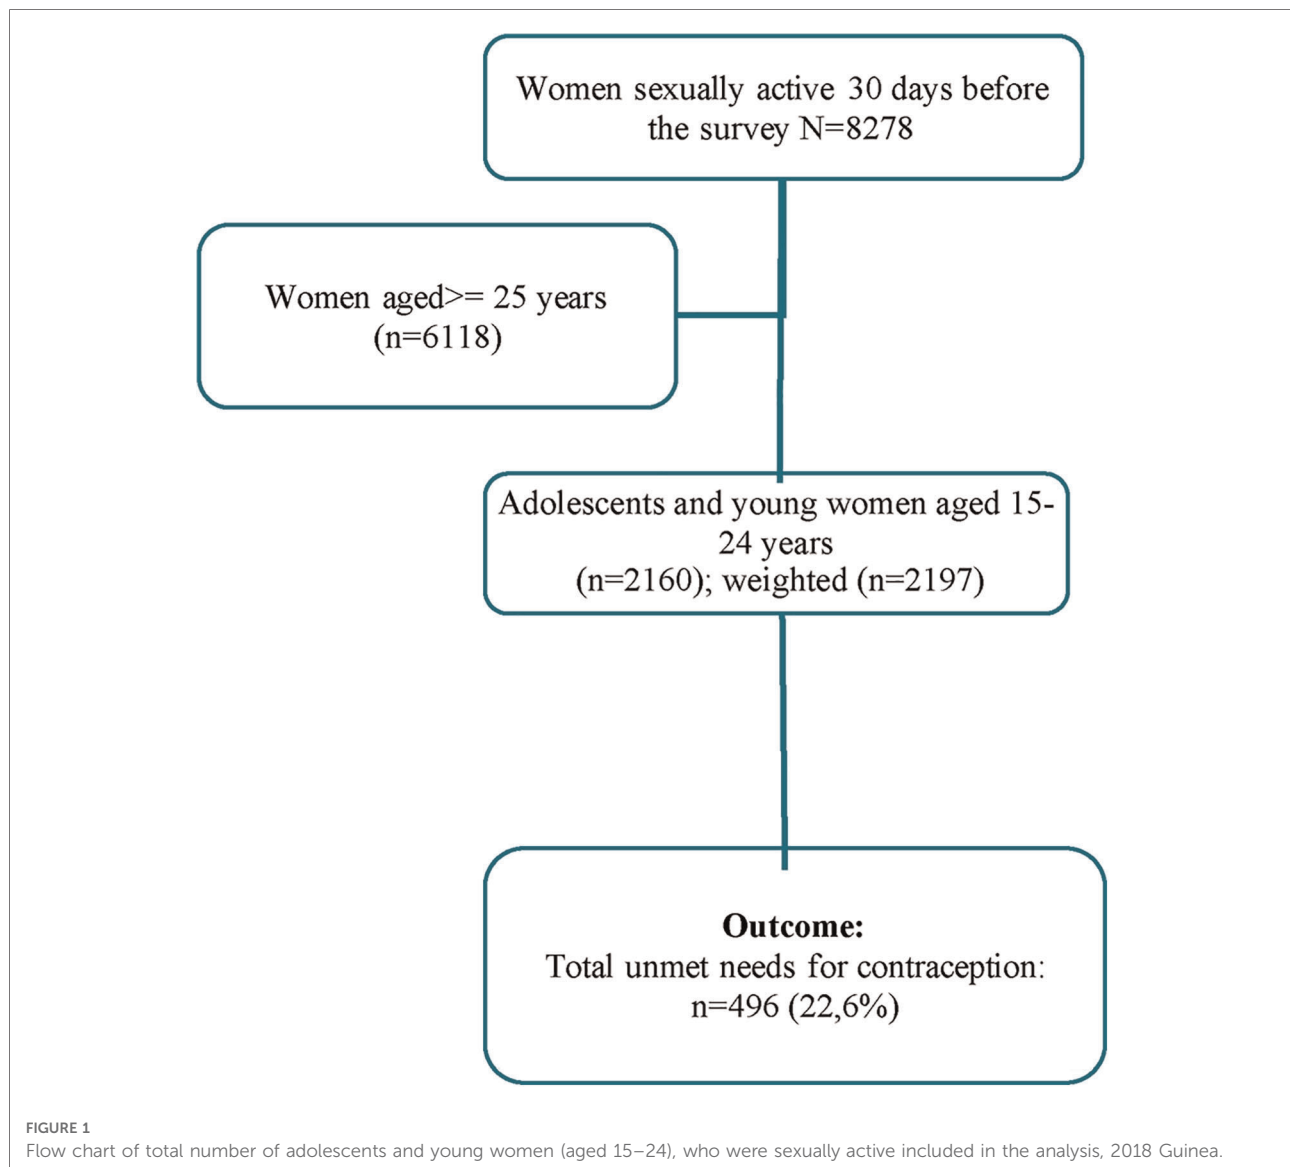 Women sexually active 30 days before
the survey N=8278
Women aged>= 25 years
(n=6118)
Adolescents and young women aged 15-
24 years
(n=2160); weighted (n=2197)
Outcome:
Total unmet needs for contraception:
n=496 (22,6%)
FIGURE 1
Flow chart of total number of adolescents and young women (aged 15–24), who were sexually active included in the analysis, 2018 Guinea.